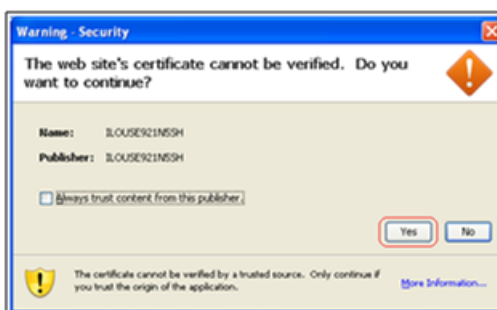 Warning - Security
The web site's certificate cannot be verified. Do you
want to continue?
Name: ILOUSE921N5SH
Publisher: ILOUSE921N5SH
Always trust content from this publisher.
Yes No
The certificate cannot be verified by a trusted source. Only continue if
you trust the origin of the application.
More Information...